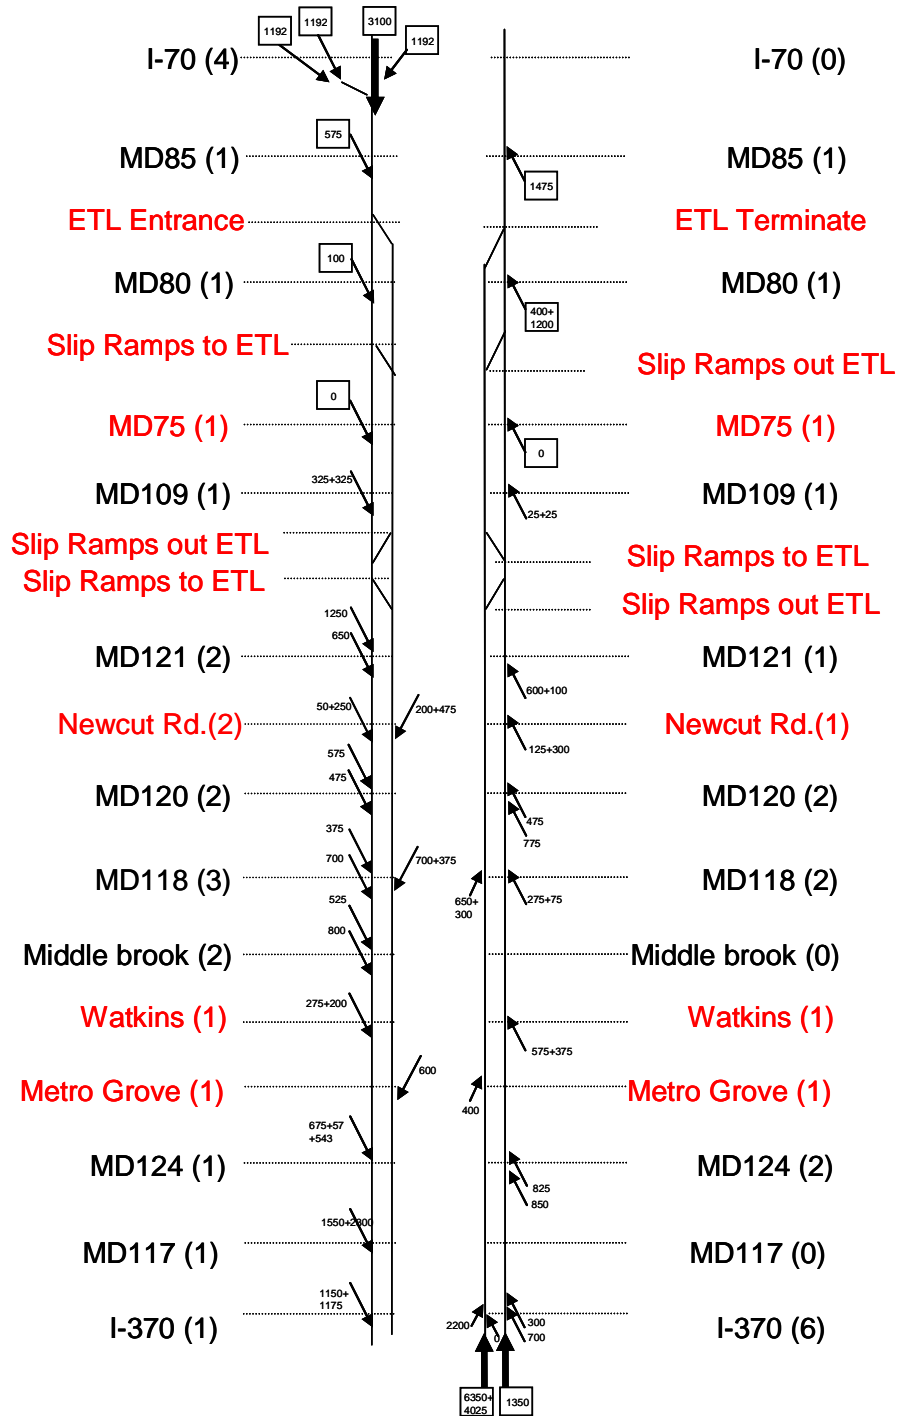 1192
1192
3100
1192
I-70 (4)
I-70 (0)
575
MD85 (1)
MD85 (1)
1475
ETL Entrance
ETL Terminate
100
MD80 (1)
MD80 (1)
400+
1200
Slip Ramps to ETL
Slip Ramps out ETL
0
MD75 (1)
MD75 (1)
0
325+325
MD109 (1)
MD109 (1)
25+25
Slip Ramps out ETL
Slip Ramps to ETL
Slip Ramps to ETL
Slip Ramps out ETL
1250
650
MD121 (2)
MD121 (1)
600+100
50+250
200+475
Newcut Rd.(2)
Newcut Rd.(1)
125+300
575
475
MD120 (2)
MD120 (2)
475
775
375
700
700+375
MD118 (3)
MD118 (2)
650+
300
275+75
525
800
Middle brook (2)
Middle brook (0)
275+200
Watkins (1)
Watkins (1)
575+375
600
Metro Grove (1)
Metro Grove (1)
400
675+57
+543
MD124 (1)
MD124 (2)
825
850
1550+2300
MD117 (1)
MD117 (0)
1150+
1175
I-370 (1)
I-370 (6)
2200
0
300
700
6350+
4025
1350